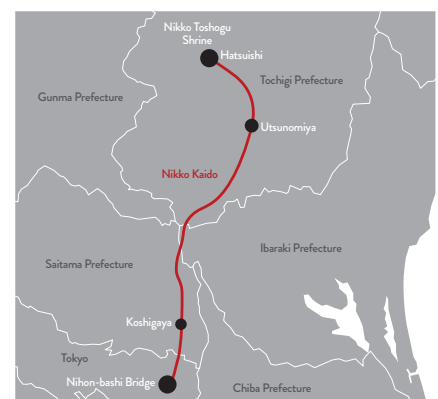 Nikko Toshogu
Shrine
Hatsuishi
Tochigi Prefecture
Gunma Prefecture
Utsunomiya
Nikko Kaido
Ibaraki Prefecture
Saitama Prefecture
Koshigaya
Tokyo
Nihon-bashi Bridge
Chiba Prefecture